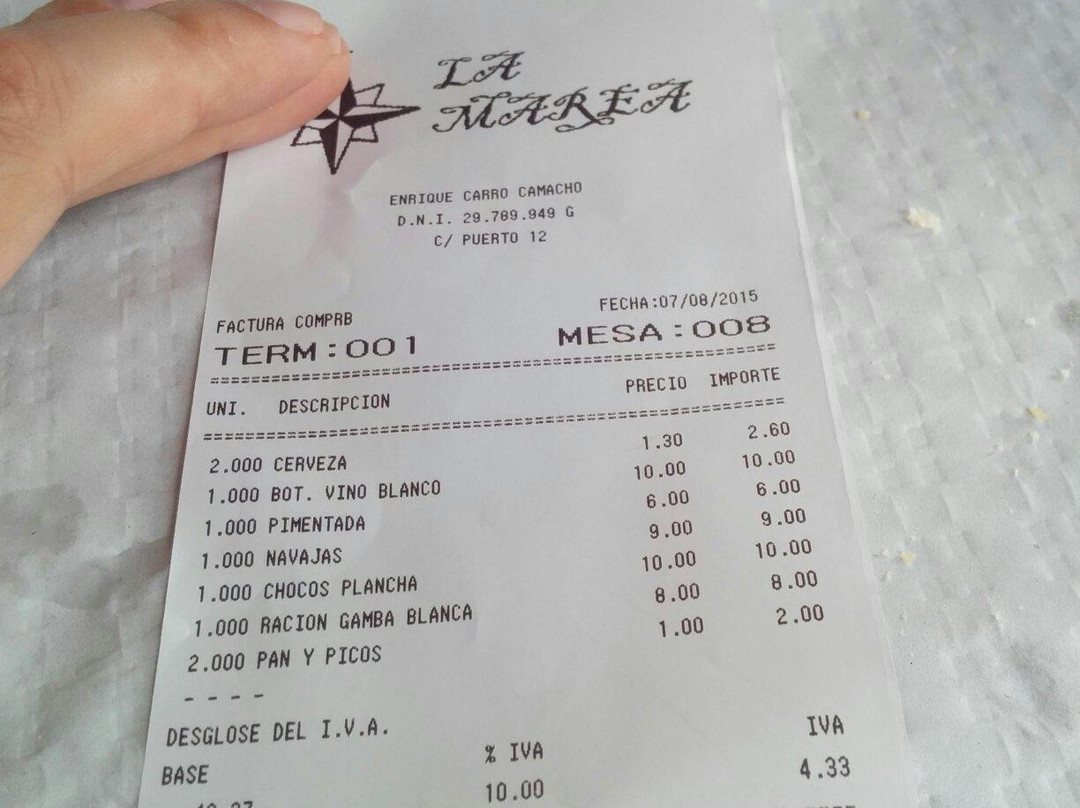 LA
MAREA
ENRIQUE CARRO CAMACHO
D.N.I. 29.789.949 G
C/ PUERTO 12
FACTURA COMPRB FECHA:07/08/2015
TERM:001 MESA:008
================================================
UNI. DESCRIPCION PRECIO IMPORTE
================================================
2.000 CERVEZA 1.30 2.60
1.000 BOT. VINO BLANCO 10.00 10.00
1.000 PIMENTADA 6.00 6.00
1.000 NAVAJAS 9.00 9.00
1.000 CHOCOS PLANCHA 10.00 10.00
1.000 RACION GAMBA BLANCA 8.00 8.00
2.000 PAN Y PICOS 1.00 2.00
- - - -
DESGLOSE DEL I.V.A.
BASE % IVA IVA
10.00 4.33